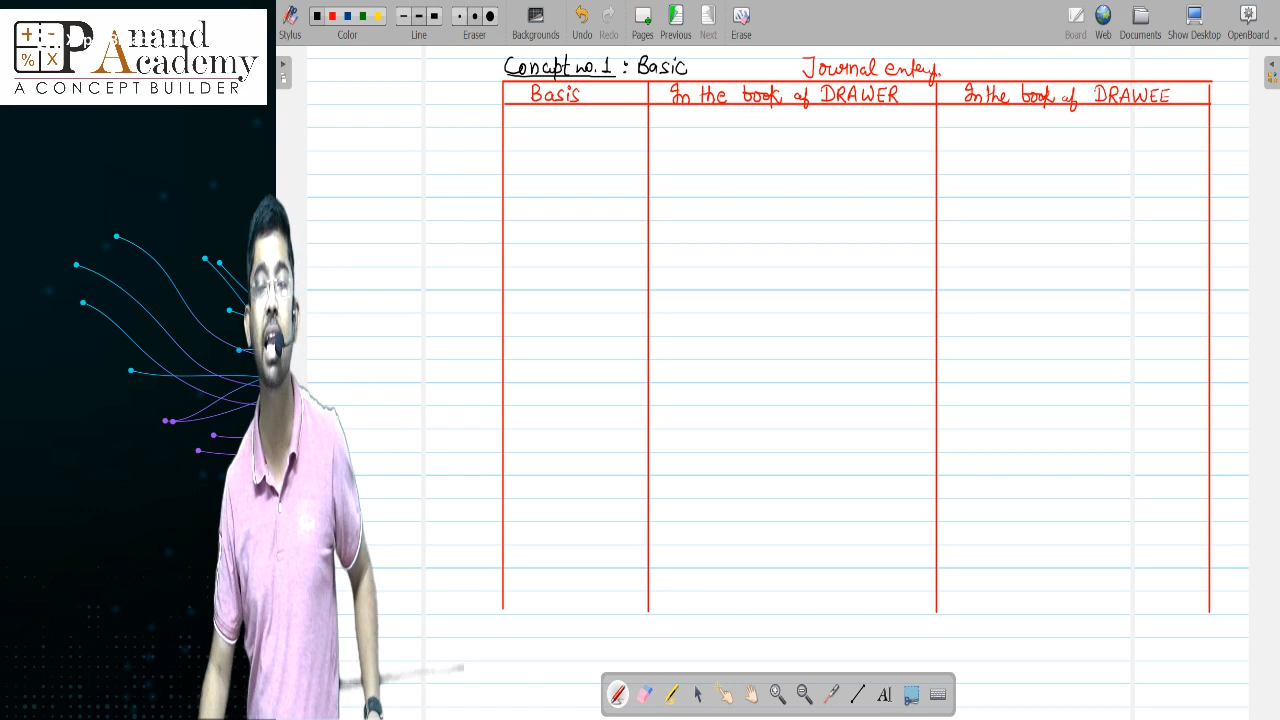 + - % X
P Anand
Academy
A CONCEPT BUILDER
Stylus Color Line Eraser Backgrounds Undo Redo Pages Previous Next Erase Board Web Documents Show Desktop OpenBoard
Concept no. 1 : Basic
Journal entry.
Basis In the book of DRAWER In the book of DRAWEE